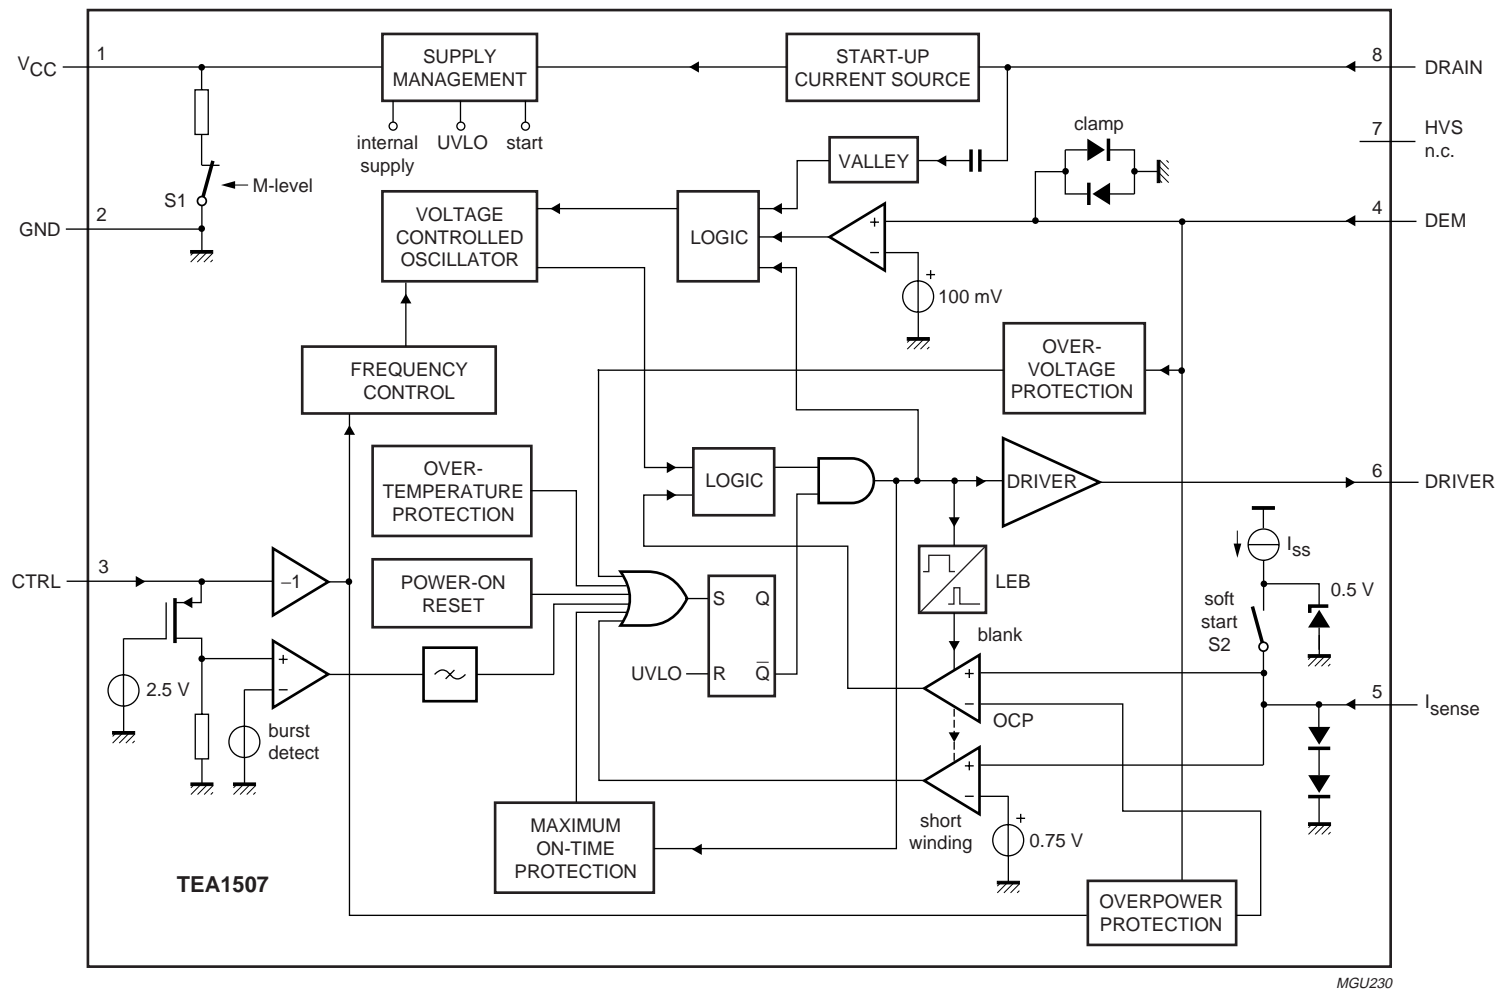 1
V_CC
SUPPLY
MANAGEMENT
START-UP
CURRENT SOURCE
8
DRAIN
internal
supply
UVLO
start
clamp
7
HVS
n.c.
VALLEY
M-level
S1
2
GND
VOLTAGE
CONTROLLED
OSCILLATOR
LOGIC
+
−
4
DEM
+
100 mV
FREQUENCY
CONTROL
OVER-
VOLTAGE
PROTECTION
OVER-
TEMPERATURE
PROTECTION
LOGIC
DRIVER
6
DRIVER
I_SS
3
CTRL
−1
POWER-ON
RESET
S
Q
LEB
0.5 V
soft
start
S2
blank
2.5 V
+
−
burst
detect
UVLO
R
Q̅
+
−
OCP
5
I_sense
+
−
short
winding
+
0.75 V
MAXIMUM
ON-TIME
PROTECTION
TEA1507
OVERPOWER
PROTECTION
MGU230